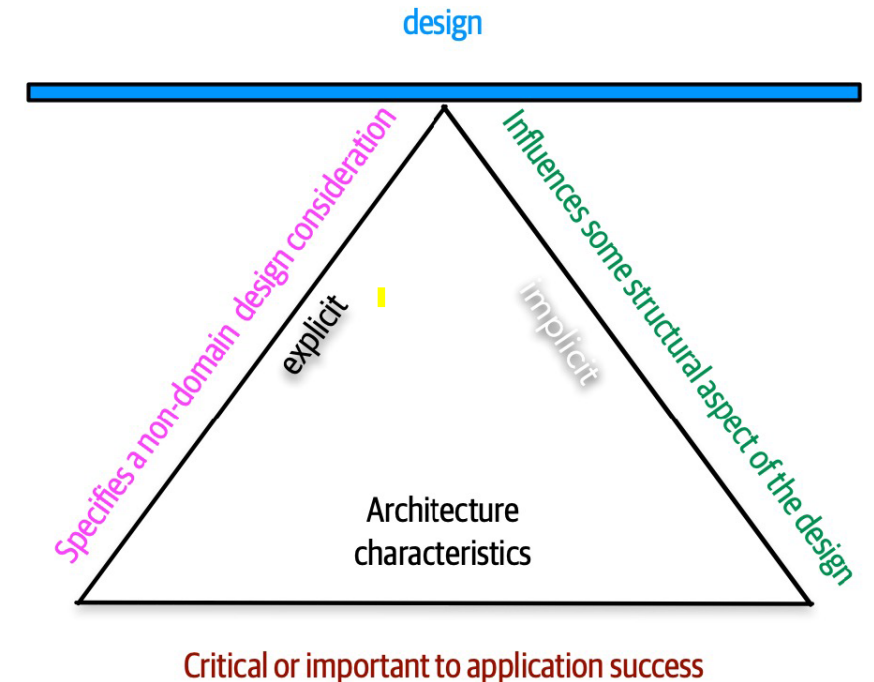 design
Specifies a non-domain design consideration
Influences some structural aspect of the design
explicit
implicit
Architecture
characteristics
Critical or important to application success